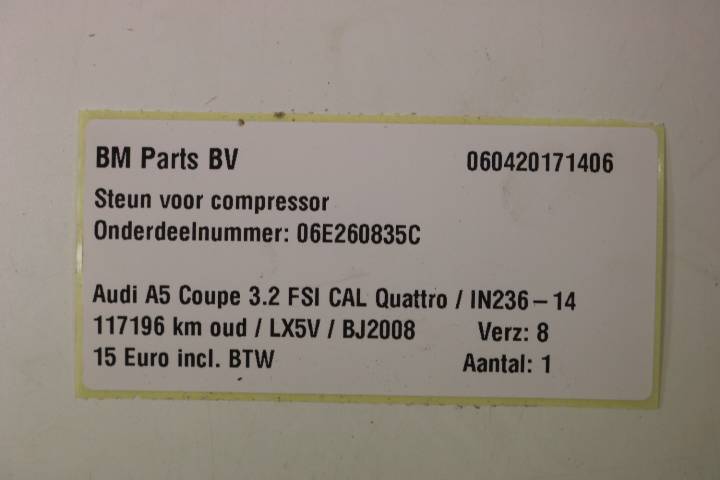 BM Parts BV 060420171406
Steun voor compressor
Onderdeelnummer: 06E260835C
Audi A5 Coupe 3.2 FSI CAL Quattro / IN236-14
117196 km oud / LX5V / BJ2008 Verz: 8
15 Euro incl. BTW Aantal: 1